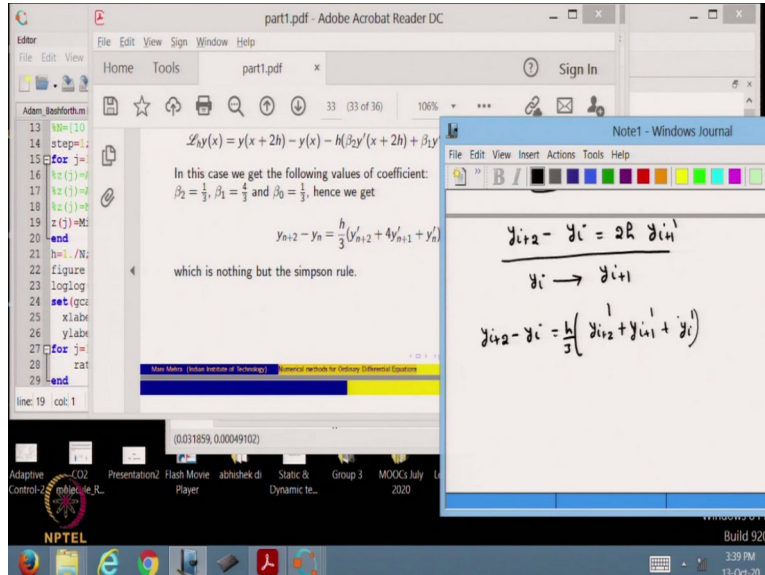 part1.pdf - Adobe Acrobat Reader DC
Editor
File Edit View
File Edit View Sign Window Help
Home Tools part1.pdf × Sign In
33 (33 of 36) 106%
Adam_Bashforth.m
13 %N=[10
14 step=1;
15 for j=
16 %z(j)=
17 %z(j)=
18 %z(j)=
19 z(j)=Mi
20 end
21 h=1./N;
22 figure
23 loglog
24 set(gca
25 xlabe
26 ylabe
27 for j=
28 rat
29 end
line: 19 col: 1
ℒₕy(x) = y(x + 2h) − y(x) − h(β₂y′(x + 2h) + β₁y′
In this case we get the following values of coefficient:
β₂ = 1/3, β₁ = 4/3 and β₀ = 1/3, hence we get
yₙ₊₂ − yₙ = h/3 (y′ₙ₊₂ + 4y′ₙ₊₁ + y′ₙ)
which is nothing but the simpson rule.
Mani Mehra (Indian Institute of Technology) Numerical methods for Ordinary Differential Equations
(0.031859, 0.00049102)
Note1 - Windows Journal
File Edit View Insert Actions Tools Help
B I
yᵢ₊₂ − yᵢ = 2h y′ᵢ₊₁
yᵢ → yᵢ₊₁
yᵢ₊₂ − yᵢ = h/3 (y′ᵢ₊₂ + y′ᵢ₊₁ + y′ᵢ)
Adaptive Control-2
CO2 molecule_R...
Presentation2
Flash Movie Player
abhishek di
Static & Dynamic te...
Group 3
MOOCs July 2020
NPTEL
Build 920
3:39 PM
13-Oct-20